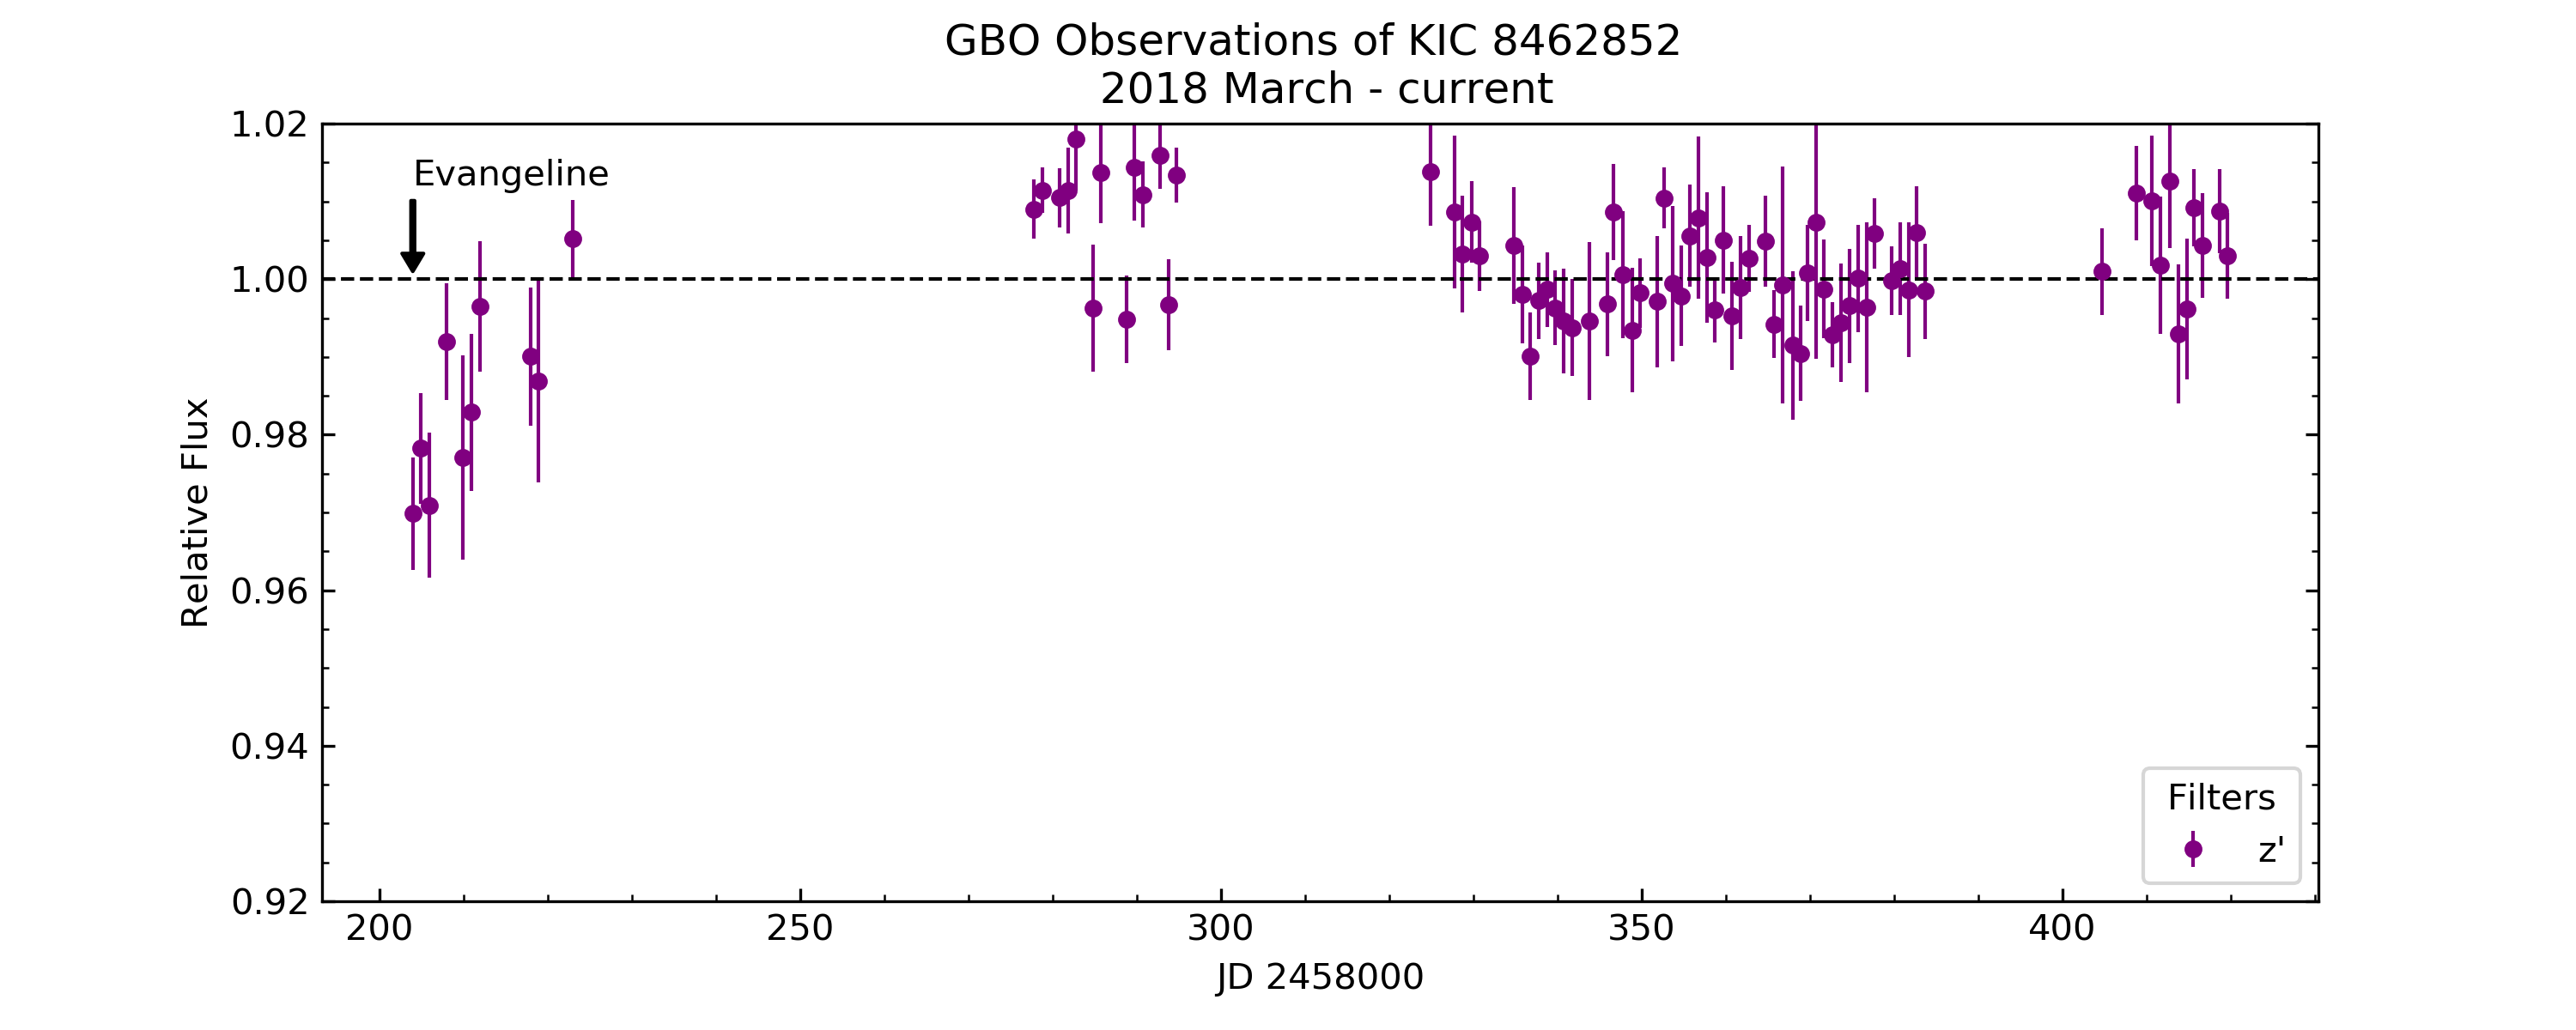 GBO Observations of KIC 8462852
2018 March - current
1.02
1.00
0.98
0.96
0.94
0.92
Relative Flux
Evangeline
Filters
z'
200 250 300 350 400
JD 2458000